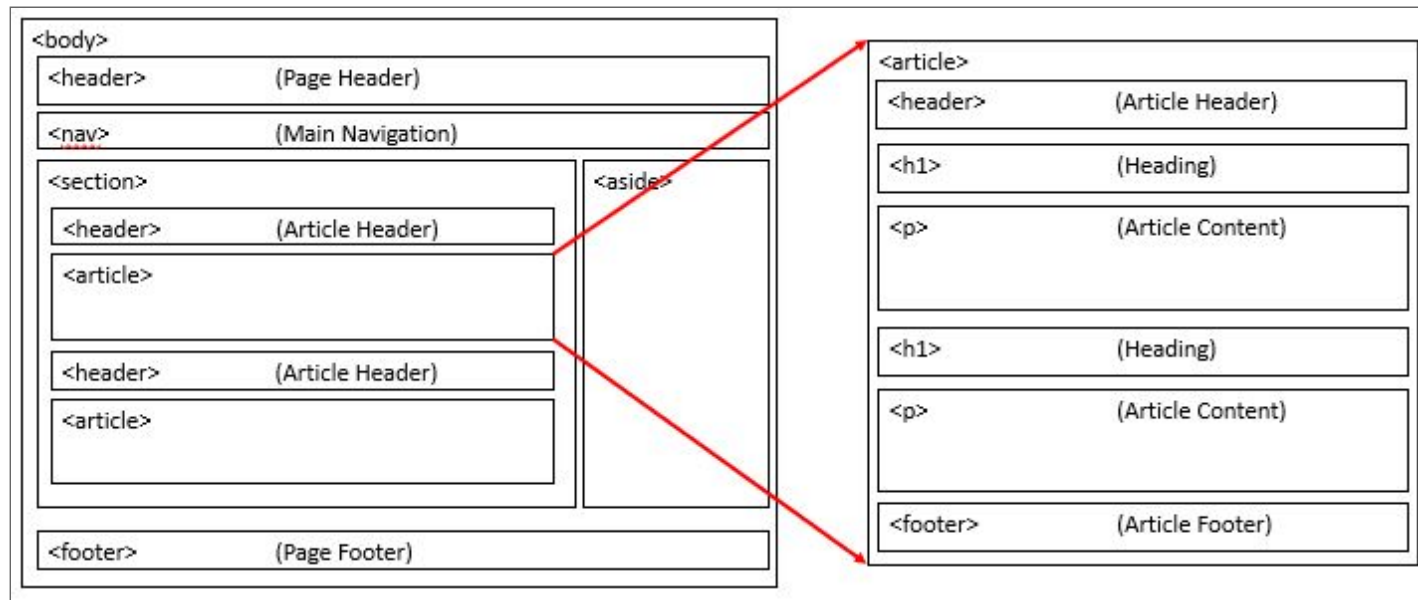 <body>
<header> (Page Header)
<nav> (Main Navigation)
<section>
<header> (Article Header)
<article>
<header> (Article Header)
<article>
<aside>
<footer> (Page Footer)
<article>
<header> (Article Header)
<h1> (Heading)
<p> (Article Content)
<h1> (Heading)
<p> (Article Content)
<footer> (Article Footer)